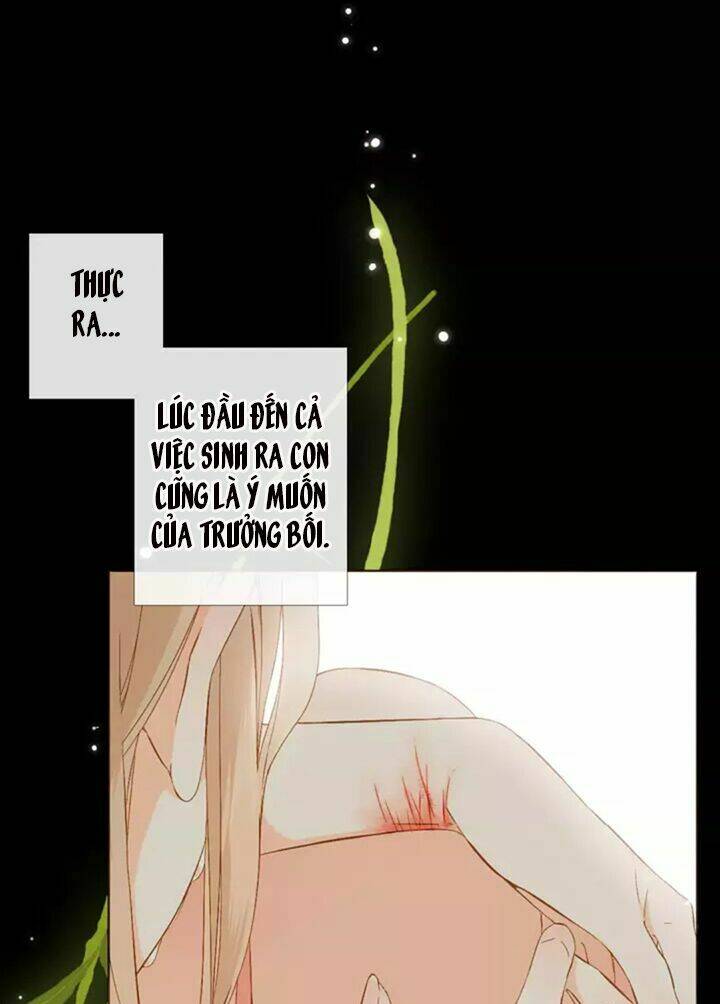 THỰC
RA...
LÚC ĐẦU ĐẾN CẢ
VIỆC SINH RA CON
CŨNG LÀ Ý MUỐN
CỦA TRƯỞNG BỐI.